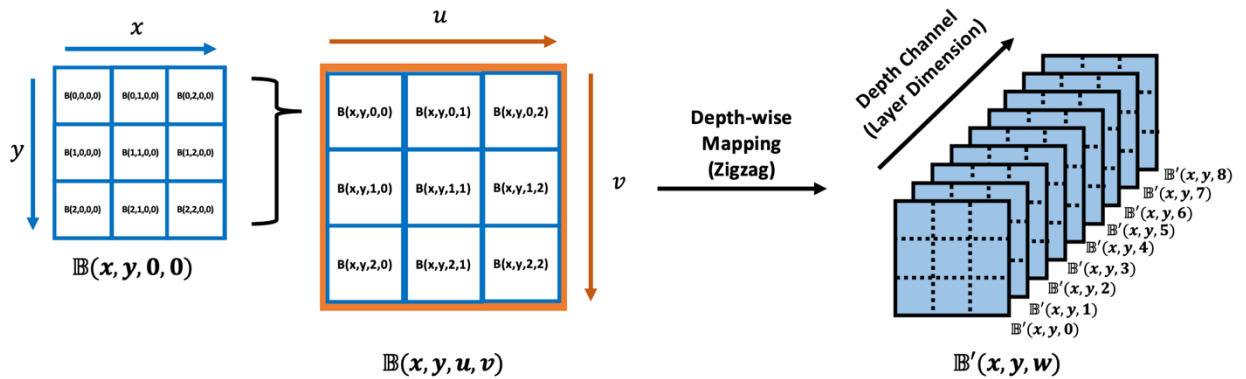 x
y
B(0,0,0,0) B(0,1,0,0) B(0,2,0,0)
B(1,0,0,0) B(1,1,0,0) B(1,2,0,0)
B(2,0,0,0) B(2,1,0,0) B(2,2,0,0)
𝔹(x, y, 0, 0)
u
v
B(x,y,0,0) B(x,y,0,1) B(x,y,0,2)
B(x,y,1,0) B(x,y,1,1) B(x,y,1,2)
B(x,y,2,0) B(x,y,2,1) B(x,y,2,2)
𝔹(x, y, u, v)
Depth-wise
Mapping
(Zigzag)
Depth Channel
(Layer Dimension)
𝔹′(x, y, 8)
𝔹′(x, y, 7)
𝔹′(x, y, 6)
𝔹′(x, y, 5)
𝔹′(x, y, 4)
𝔹′(x, y, 3)
𝔹′(x, y, 2)
𝔹′(x, y, 1)
𝔹′(x, y, 0)
𝔹′(x, y, w)